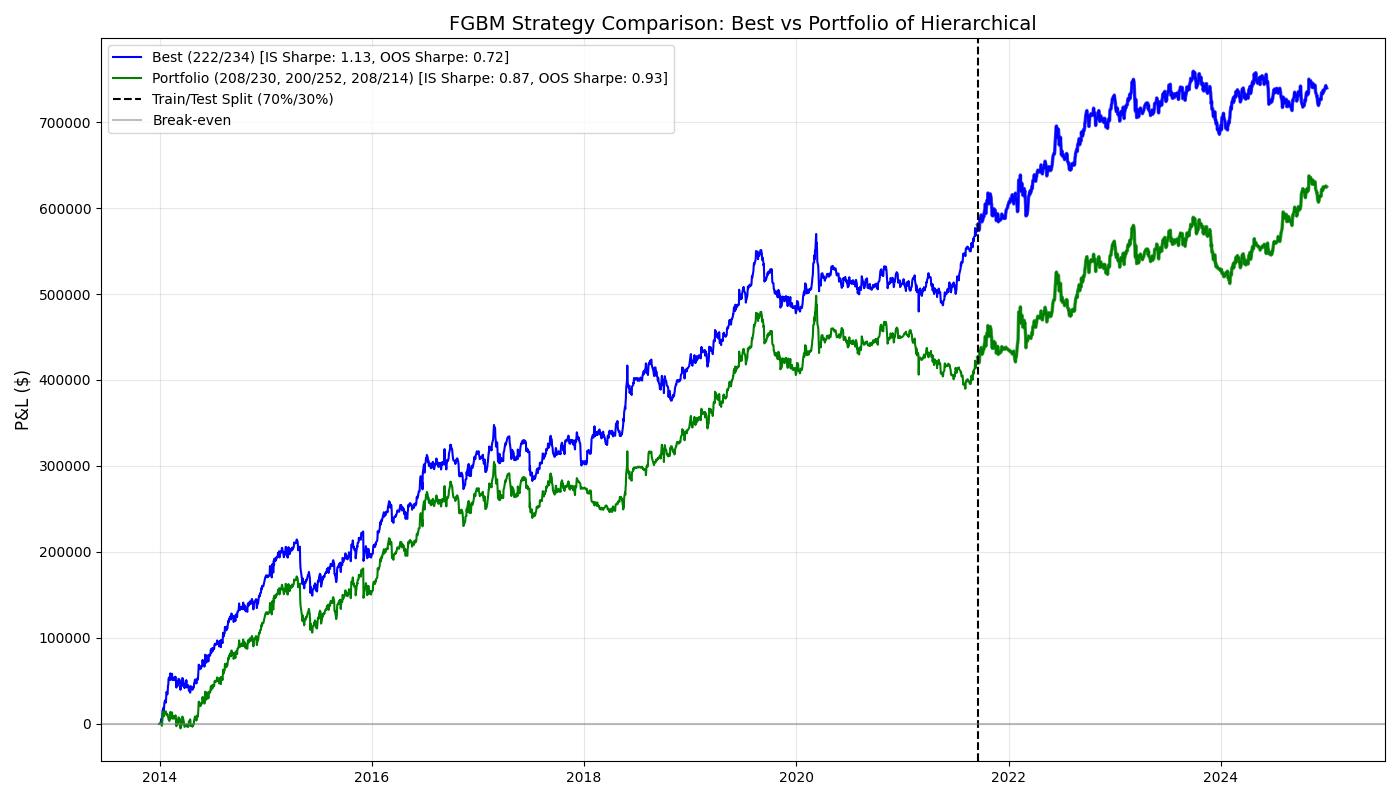 FGBM Strategy Comparison: Best vs Portfolio of Hierarchical
Best (222/234) [IS Sharpe: 1.13, OOS Sharpe: 0.72]
Portfolio (208/230, 200/252, 208/214) [IS Sharpe: 0.87, OOS Sharpe: 0.93]
Train/Test Split (70%/30%)
Break-even
P&L ($)
700000
600000
500000
400000
300000
200000
100000
0
2014
2016
2018
2020
2022
2024